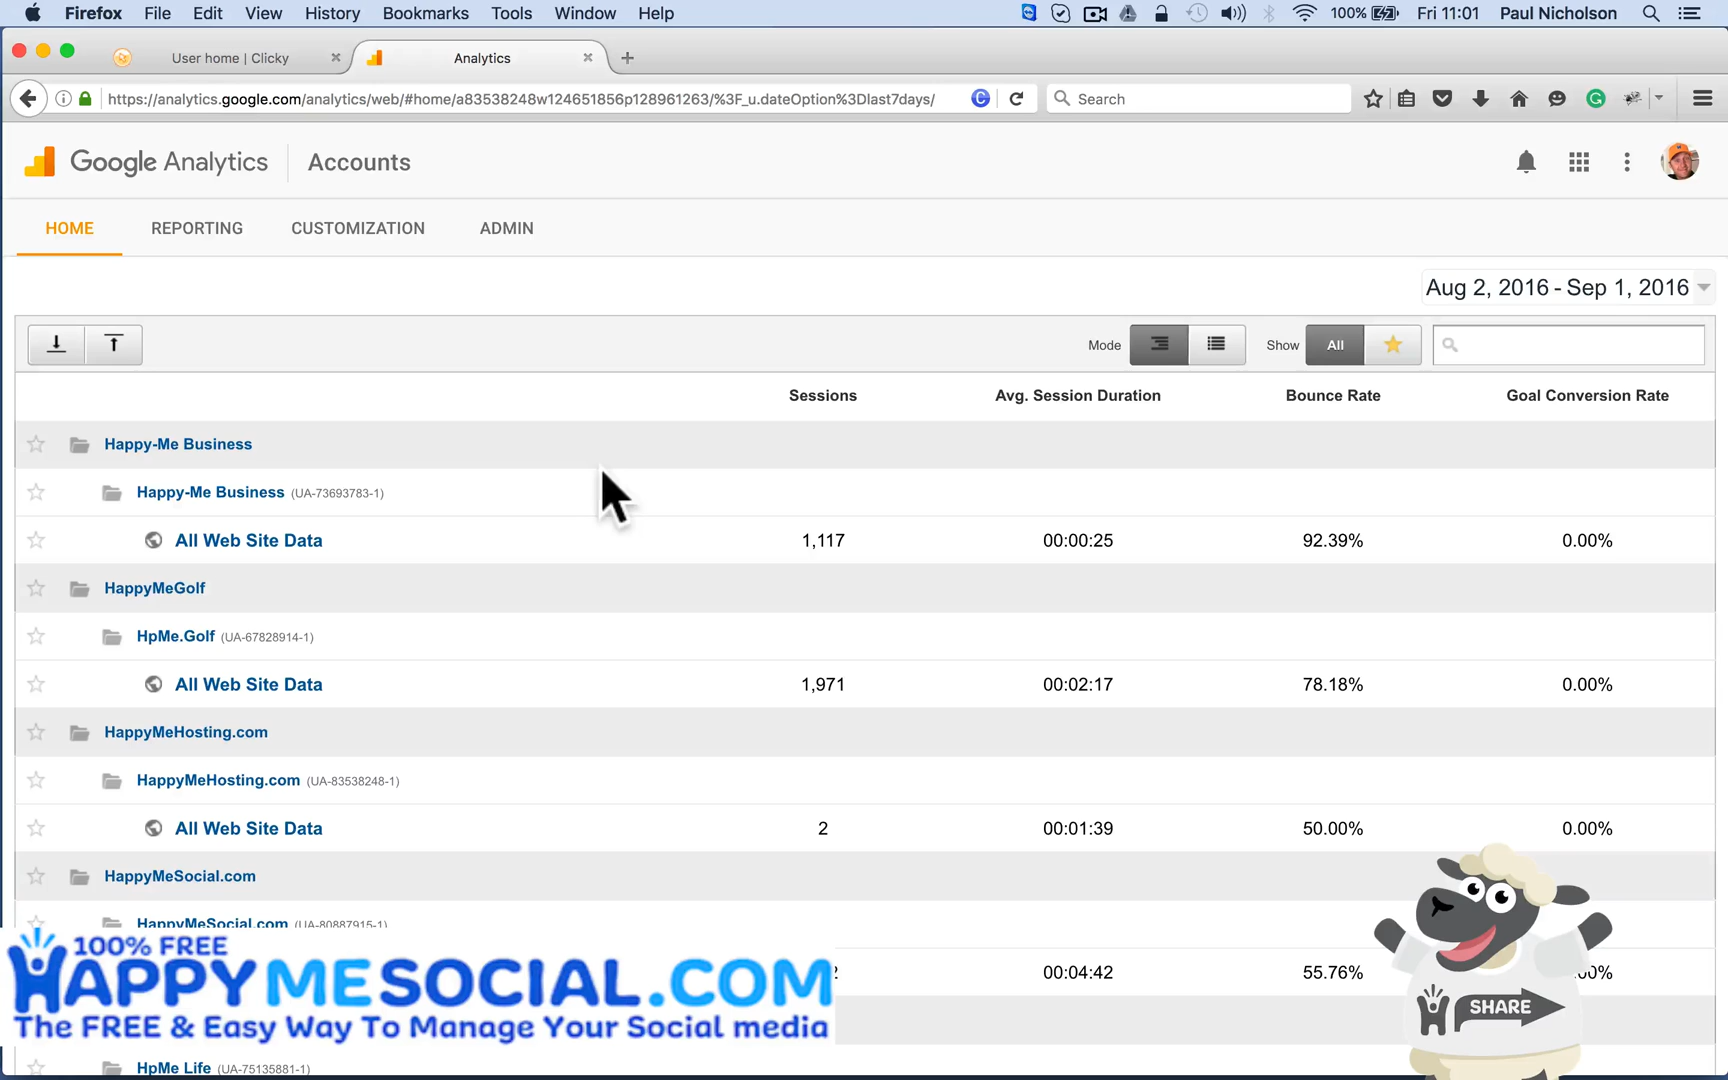 Firefox File Edit View History Bookmarks Tools Window Help 100% Fri 11:01 Paul Nicholson
User home | Clicky Analytics
https://analytics.google.com/analytics/web/#home/a83538248w124651856p128961263/%3F_u.dateOption%3Dlast7days/ C Search
Google Analytics Accounts
HOME REPORTING CUSTOMIZATION ADMIN
Aug 2, 2016 - Sep 1, 2016
Mode Show All
Sessions Avg. Session Duration Bounce Rate Goal Conversion Rate
Happy-Me Business
Happy-Me Business (UA-73693783-1)
All Web Site Data 1,117 00:00:25 92.39% 0.00%
HappyMeGolf
HpMe.Golf (UA-67828914-1)
All Web Site Data 1,971 00:02:17 78.18% 0.00%
HappyMeHosting.com
HappyMeHosting.com (UA-83538248-1)
All Web Site Data 2 00:01:39 50.00% 0.00%
HappyMeSocial.com
HappyMeSocial.com (UA-80887915-1)
00:04:42 55.76%
100% FREE
HAPPYMESOCIAL.COM
The FREE & Easy Way To Manage Your Social media
SHARE
HpMe Life (UA-75135881-1)